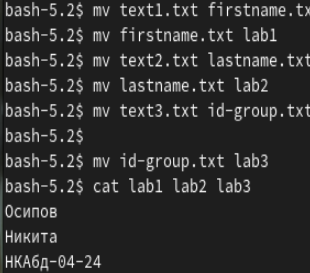 bash-5.2$ mv text1.txt firstname.tx
bash-5.2$ mv firstname.txt lab1
bash-5.2$ mv text2.txt lastname.txt
bash-5.2$ mv lastname.txt lab2
bash-5.2$ mv text3.txt id-group.txt
bash-5.2$
bash-5.2$ mv id-group.txt lab3
bash-5.2$ cat lab1 lab2 lab3
Осипов
Никита
НКАбд-04-24